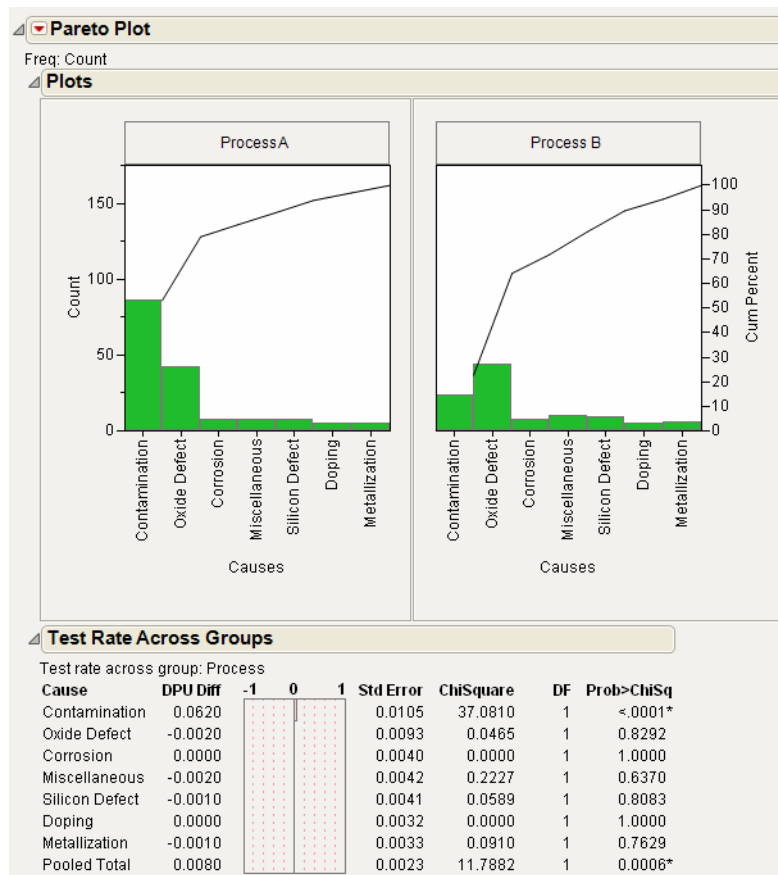 Pareto Plot
Freq: Count
Plots
Process A
Process B
150
100
50
0
Count
100
90
80
70
60
50
40
30
20
10
0
Cum Percent
Contamination
Oxide Defect
Corrosion
Miscellaneous
Silicon Defect
Doping
Metallization
Causes
Contamination
Oxide Defect
Corrosion
Miscellaneous
Silicon Defect
Doping
Metallization
Causes
Test Rate Across Groups
Test rate across group: Process
Cause DPU Diff -1 0 1 Std Error ChiSquare DF Prob>ChiSq
Contamination 0.0620 0.0105 37.0810 1 <.0001*
Oxide Defect -0.0020 0.0093 0.0465 1 0.8292
Corrosion 0.0000 0.0040 0.0000 1 1.0000
Miscellaneous -0.0020 0.0042 0.2227 1 0.6370
Silicon Defect -0.0010 0.0041 0.0589 1 0.8083
Doping 0.0000 0.0032 0.0000 1 1.0000
Metallization -0.0010 0.0033 0.0910 1 0.7629
Pooled Total 0.0080 0.0023 11.7882 1 0.0006*